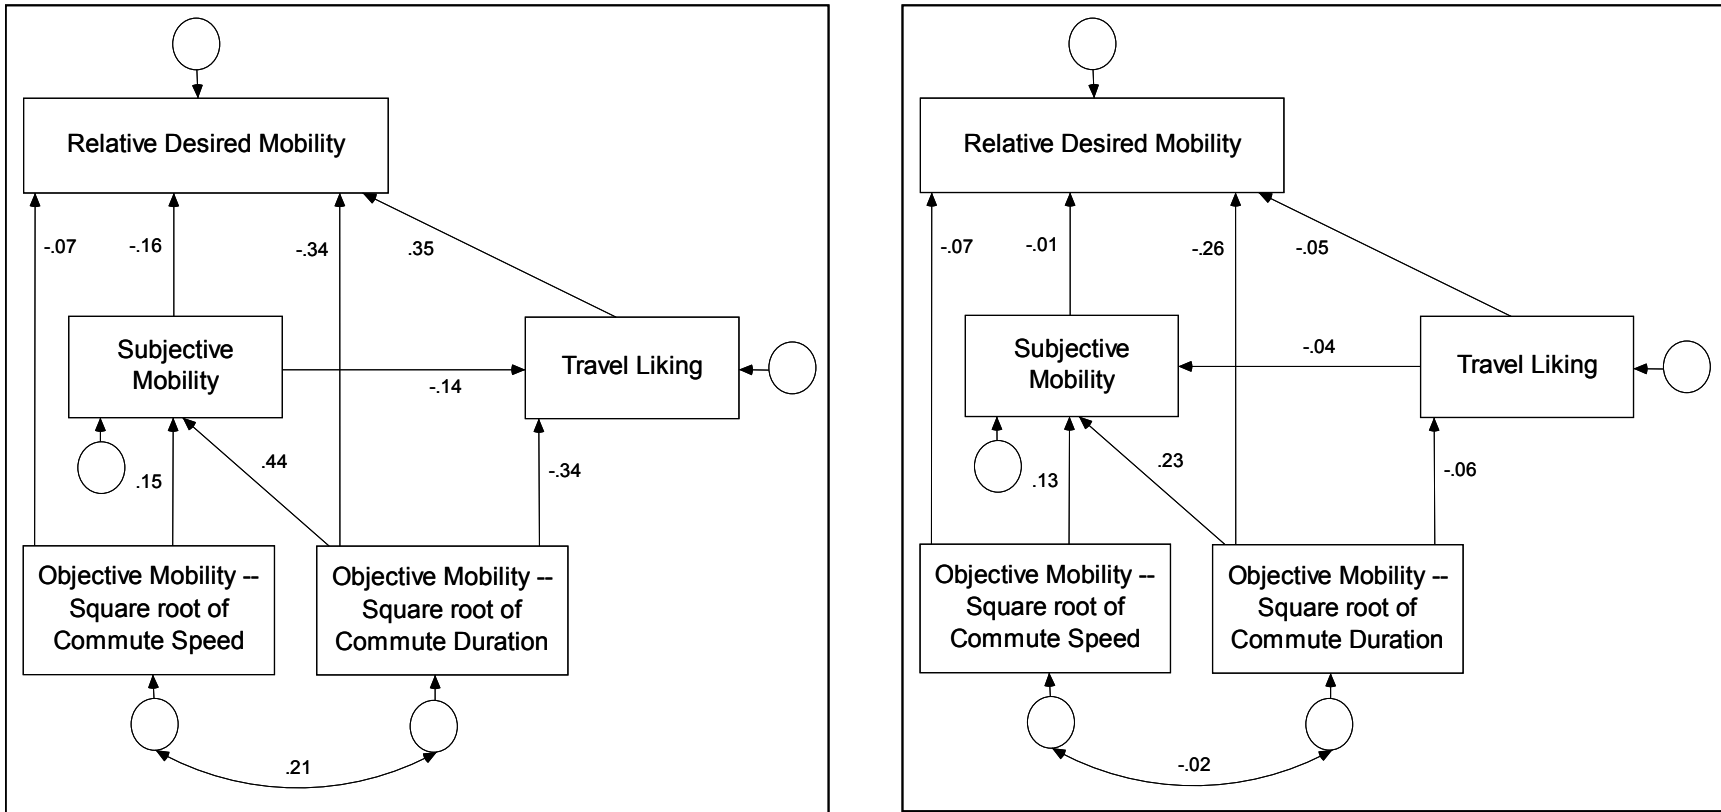 Relative Desired Mobility
-.07
-.16
-.34
.35
Subjective
Mobility
Travel Liking
-.14
.15
.44
-.34
Objective Mobility --
Square root of
Commute Speed
Objective Mobility --
Square root of
Commute Duration
.21
Relative Desired Mobility
-.07
-.01
-.26
-.05
Subjective
Mobility
-.04
Travel Liking
.13
.23
-.06
Objective Mobility --
Square root of
Commute Speed
Objective Mobility --
Square root of
Commute Duration
-.02